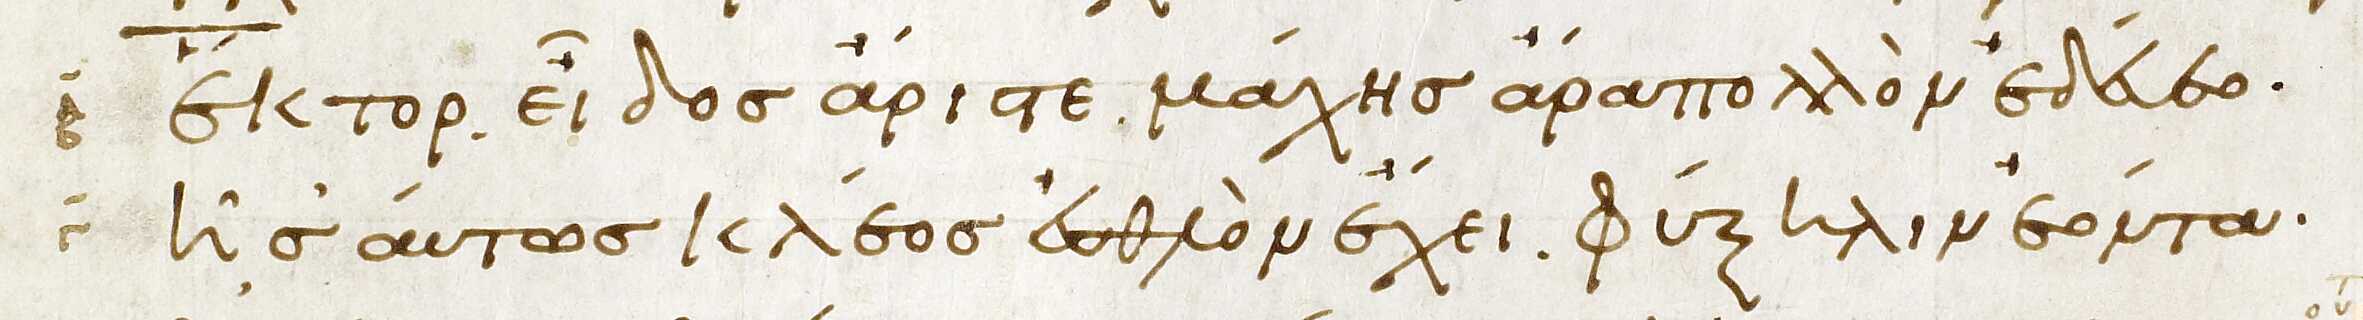 β ἕκτορ. εἶδος ἄριστε. μάχης ἄρα πολλὸν ἐδεύεο.
γ ἦ σ' αὔτως κλέος ἐσθλὸν ἔχει. φύξηλιν ἐόντα.